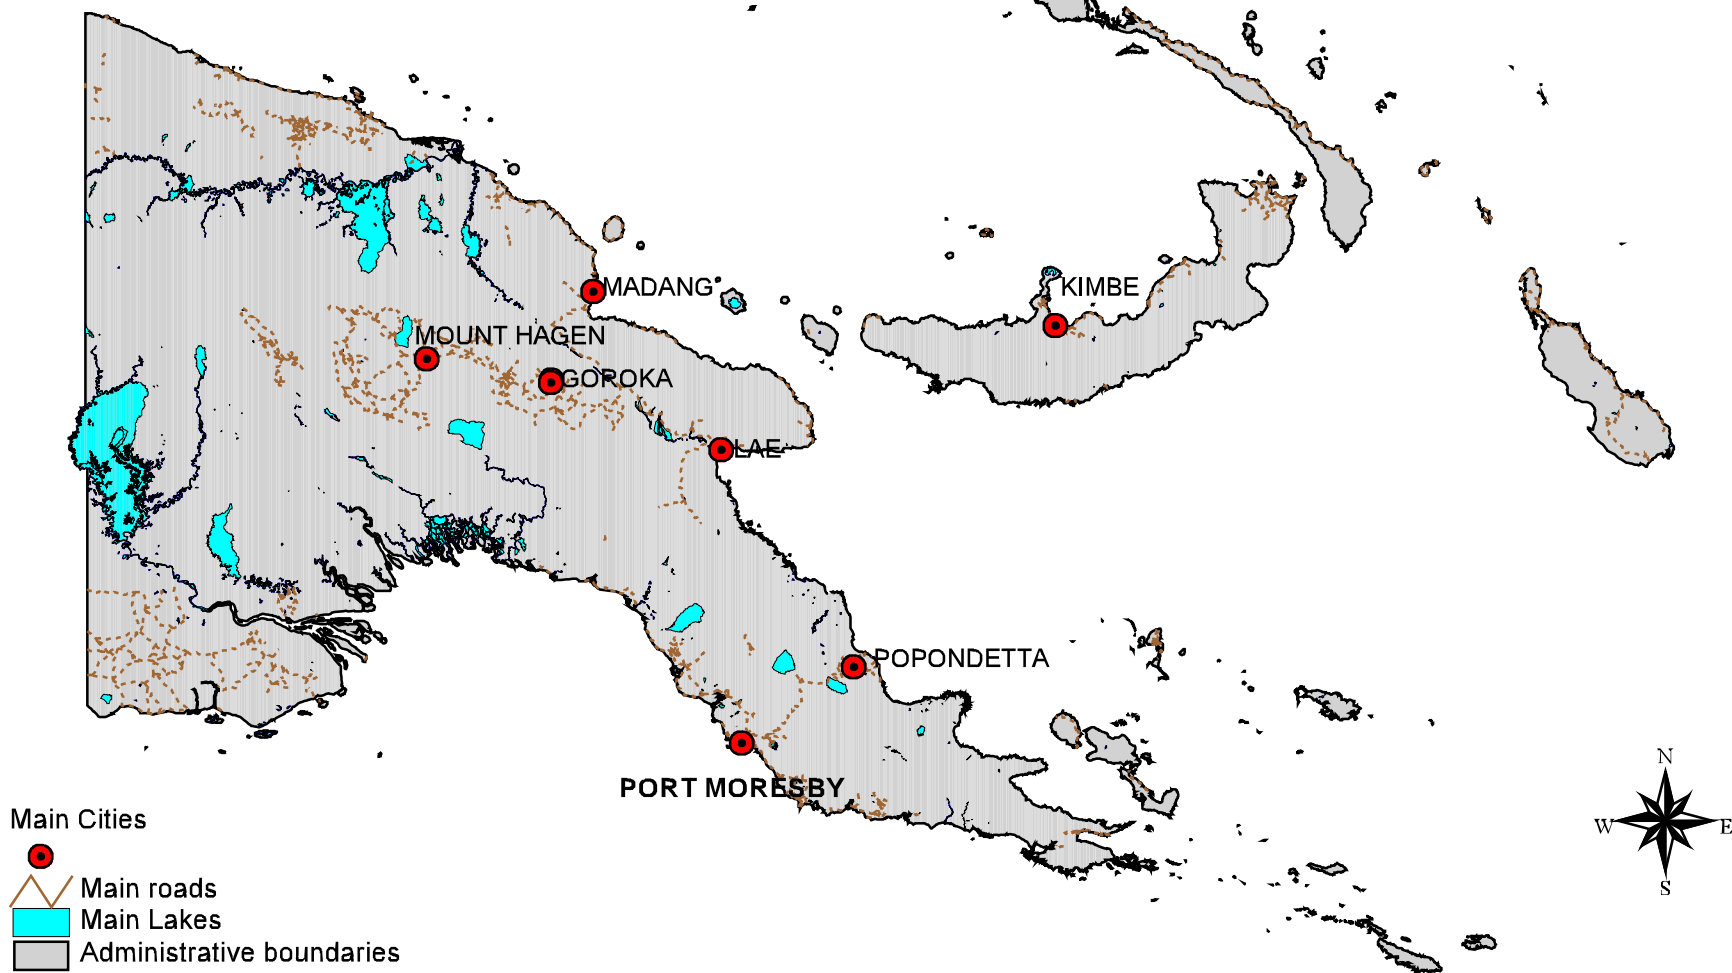 MADANG
KIMBE
MOUNT HAGEN
GOROKA
LAE
POPONDETTA
PORT MORESBY
N
W E
S
Main Cities
Main roads
Main Lakes
Administrative boundaries